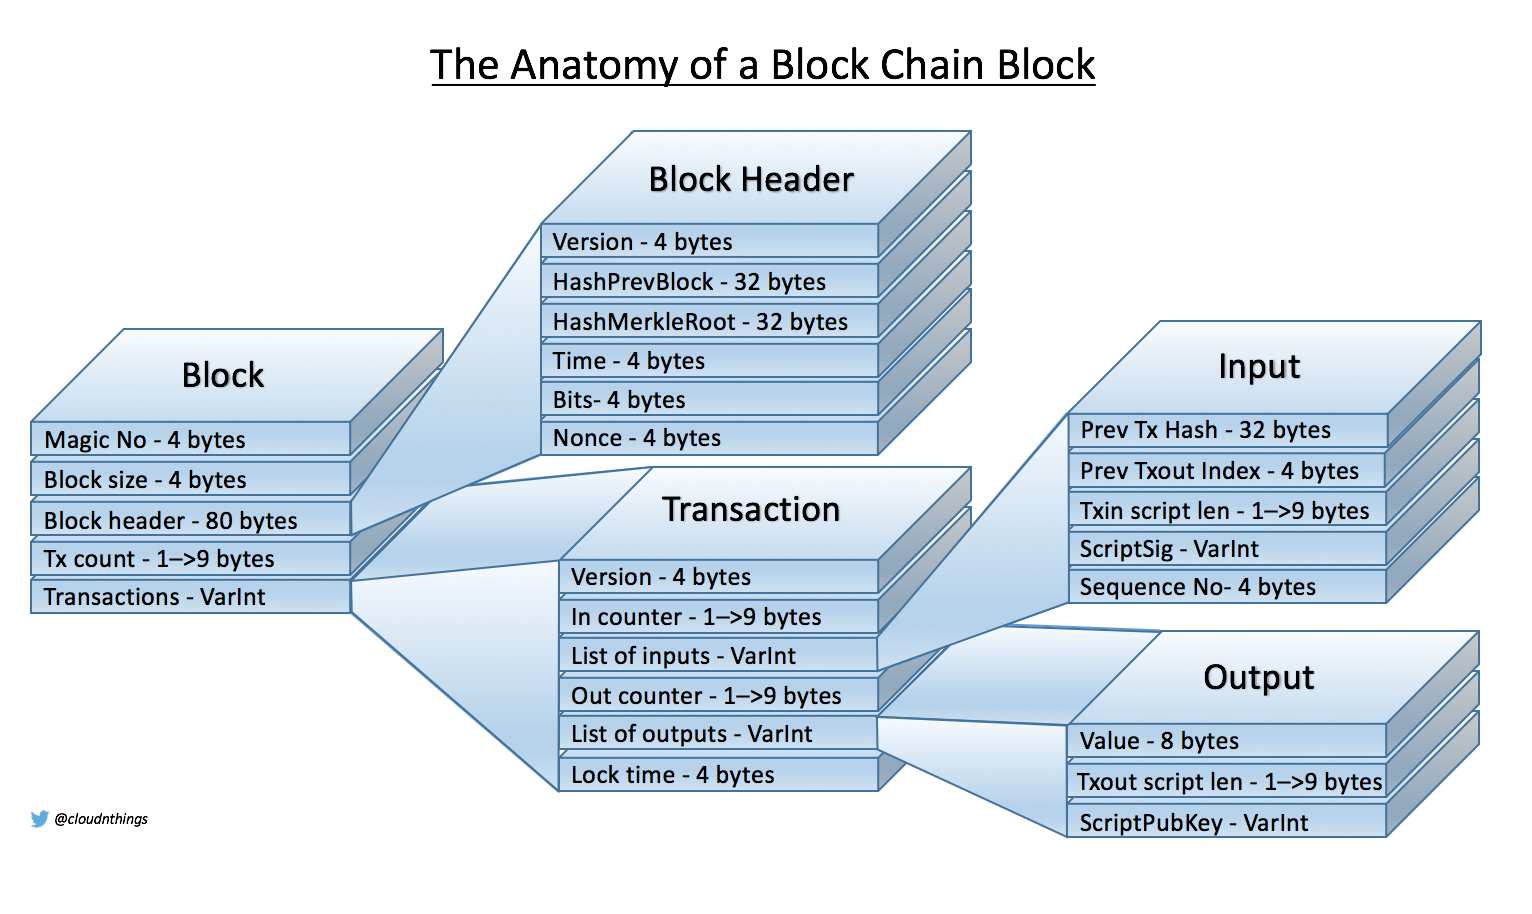 The Anatomy of a Block Chain Block
Block Header
Version - 4 bytes
HashPrevBlock - 32 bytes
HashMerkleRoot - 32 bytes
Time - 4 bytes
Bits- 4 bytes
Nonce - 4 bytes
Block
Magic No - 4 bytes
Block size - 4 bytes
Block header - 80 bytes
Tx count - 1–>9 bytes
Transactions - VarInt
Transaction
Version - 4 bytes
In counter - 1–>9 bytes
List of inputs - VarInt
Out counter - 1–>9 bytes
List of outputs - VarInt
Lock time - 4 bytes
Input
Prev Tx Hash - 32 bytes
Prev Txout Index - 4 bytes
Txin script len - 1–>9 bytes
ScriptSig - VarInt
Sequence No- 4 bytes
Output
Value - 8 bytes
Txout script len - 1–>9 bytes
ScriptPubKey - VarInt
@cloudnthings